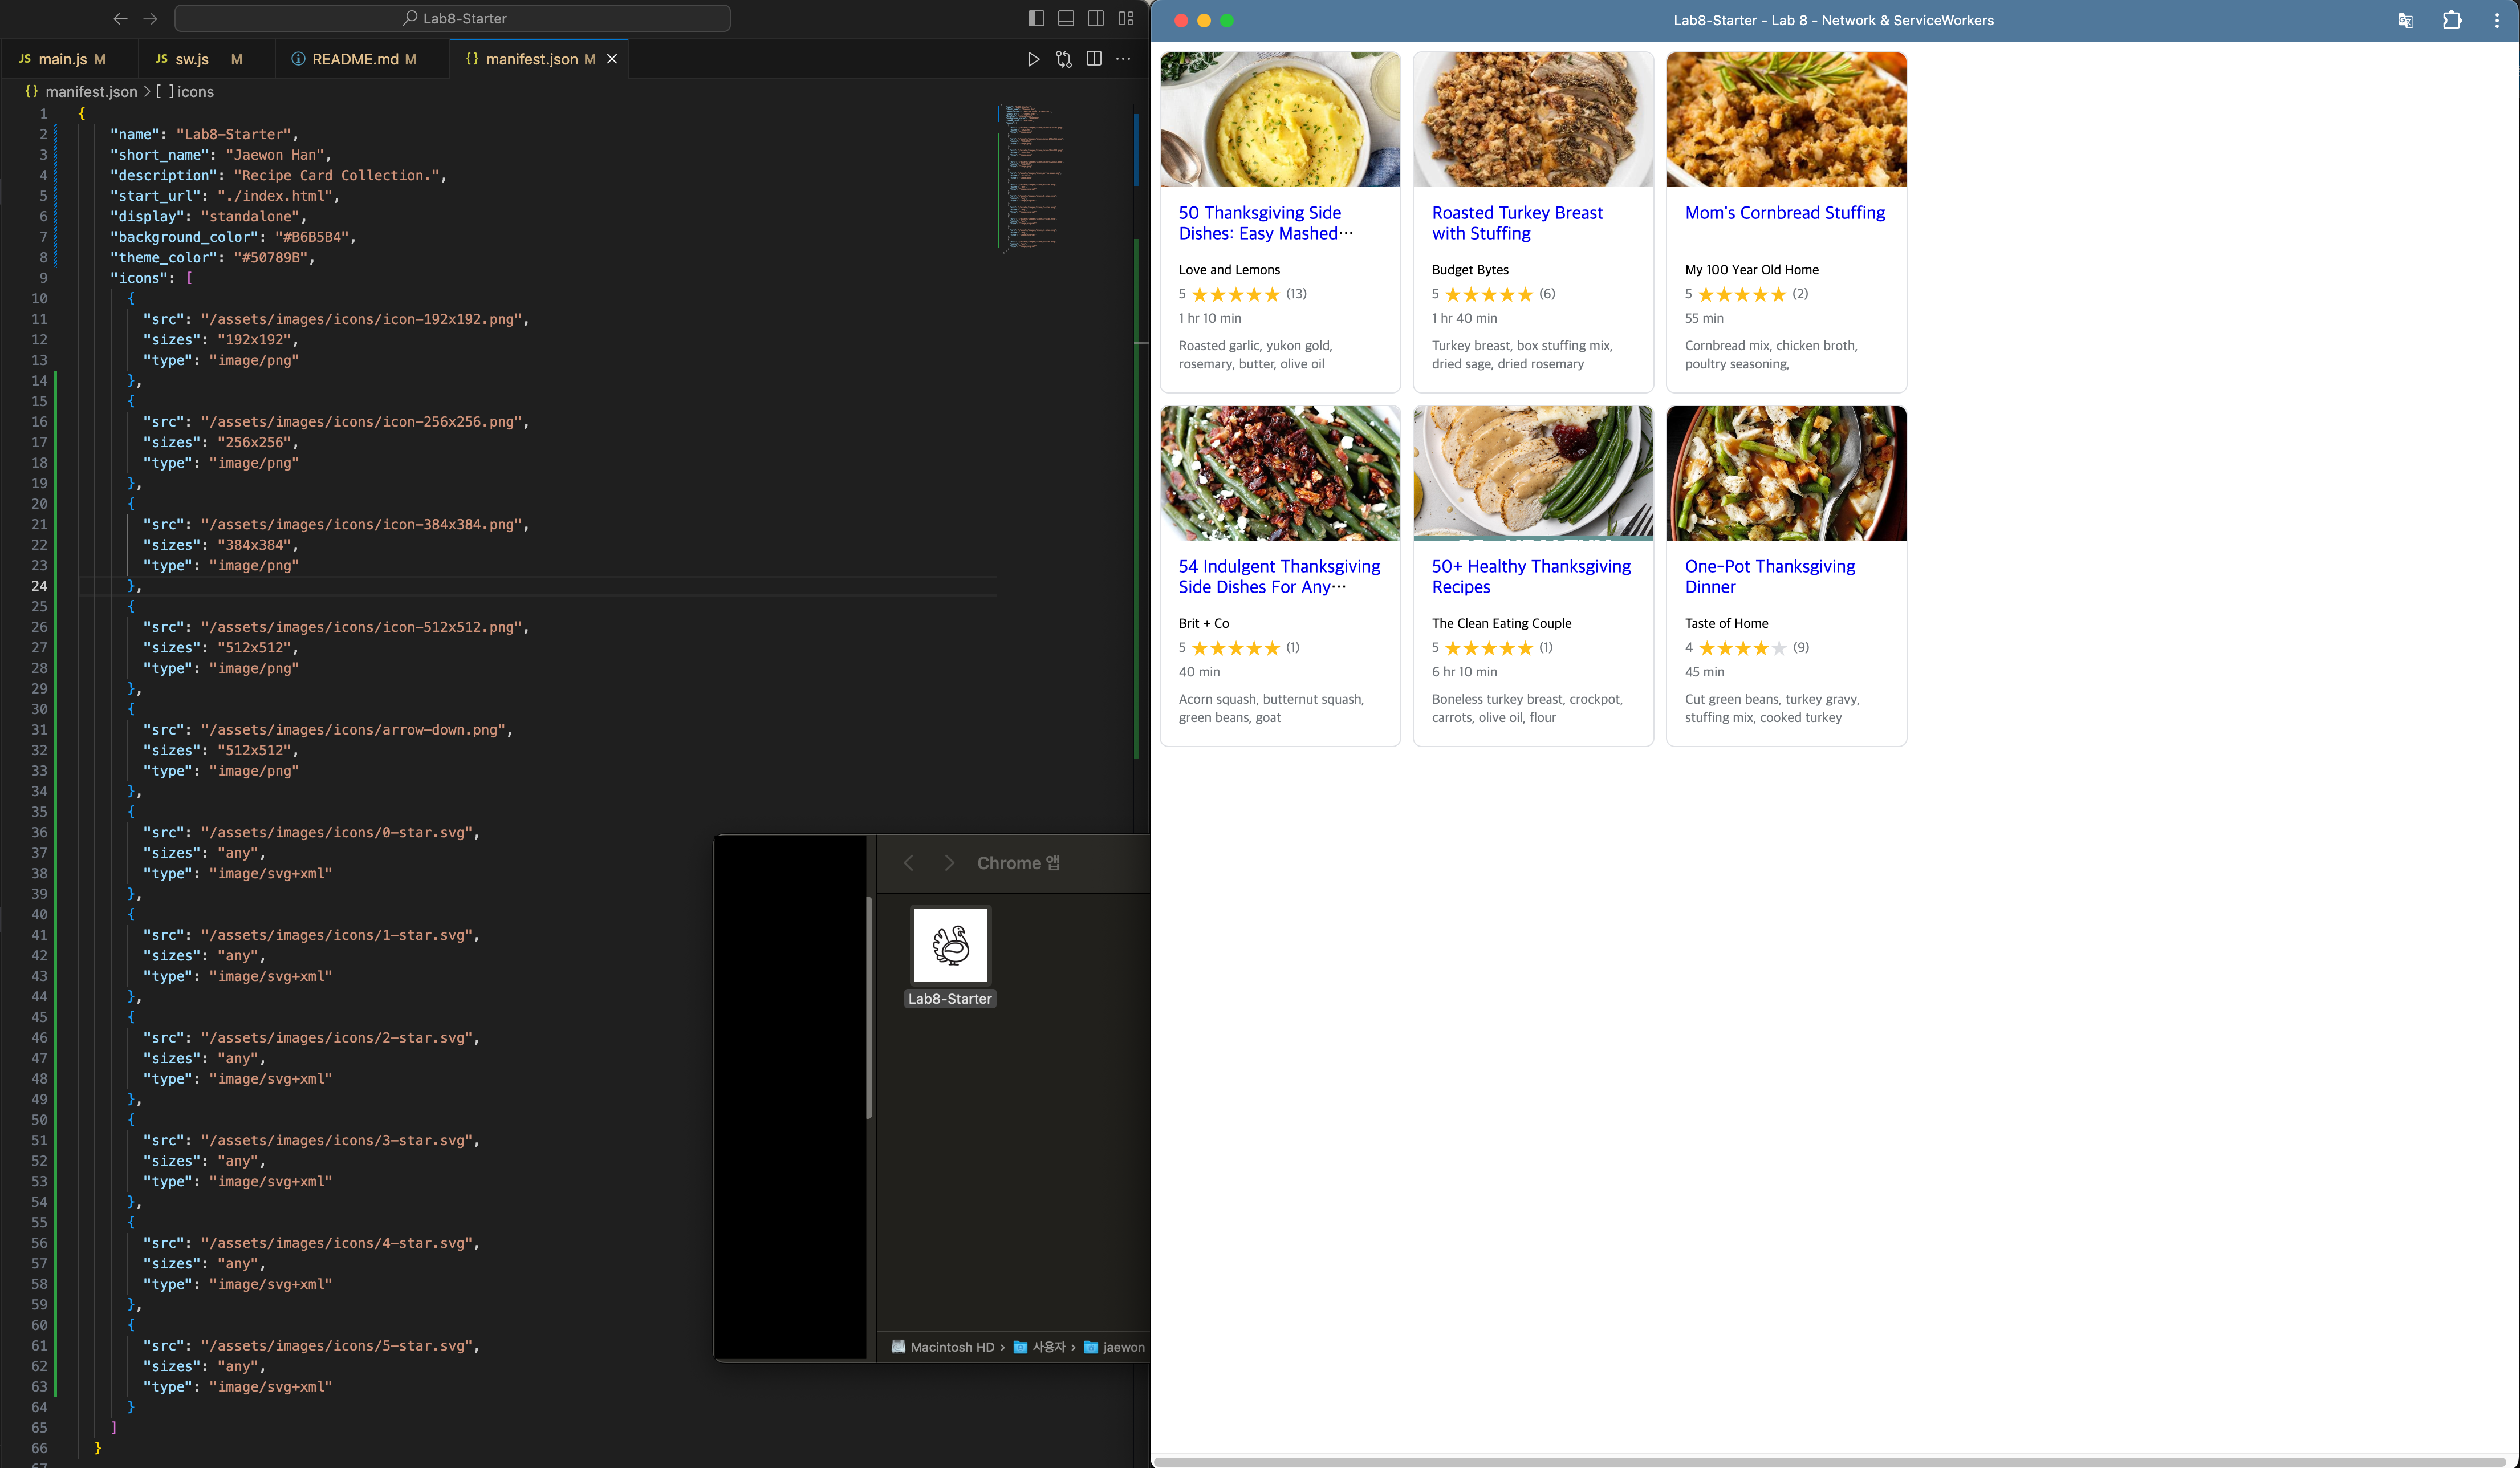 Lab8-Starter
JS main.js M
JS sw.js M
README.md M
{} manifest.json M
{} manifest.json > [ ] icons
1 {
2 "name": "Lab8-Starter",
3 "short_name": "Jaewon Han",
4 "description": "Recipe Card Collection.",
5 "start_url": "./index.html",
6 "display": "standalone",
7 "background_color": "#B6B5B4",
8 "theme_color": "#50789B",
9 "icons": [
10 {
11 "src": "/assets/images/icons/icon-192x192.png",
12 "sizes": "192x192",
13 "type": "image/png"
14 },
15 {
16 "src": "/assets/images/icons/icon-256x256.png",
17 "sizes": "256x256",
18 "type": "image/png"
19 },
20 {
21 "src": "/assets/images/icons/icon-384x384.png",
22 "sizes": "384x384",
23 "type": "image/png"
24 },
25 {
26 "src": "/assets/images/icons/icon-512x512.png",
27 "sizes": "512x512",
28 "type": "image/png"
29 },
30 {
31 "src": "/assets/images/icons/arrow-down.png",
32 "sizes": "512x512",
33 "type": "image/png"
34 },
35 {
36 "src": "/assets/images/icons/0-star.svg",
37 "sizes": "any",
38 "type": "image/svg+xml"
39 },
40 {
41 "src": "/assets/images/icons/1-star.svg",
42 "sizes": "any",
43 "type": "image/svg+xml"
44 },
45 {
46 "src": "/assets/images/icons/2-star.svg",
47 "sizes": "any",
48 "type": "image/svg+xml"
49 },
50 {
51 "src": "/assets/images/icons/3-star.svg",
52 "sizes": "any",
53 "type": "image/svg+xml"
54 },
55 {
56 "src": "/assets/images/icons/4-star.svg",
57 "sizes": "any",
58 "type": "image/svg+xml"
59 },
60 {
61 "src": "/assets/images/icons/5-star.svg",
62 "sizes": "any",
63 "type": "image/svg+xml"
64 }
65 ]
66 }
Chrome 앱
Lab8-Starter
Macintosh HD › 사용자 › jaewon
Lab8-Starter - Lab 8 - Network & ServiceWorkers
50 Thanksgiving Side
Dishes: Easy Mashed…
Love and Lemons
5 ★★★★★ (13)
1 hr 10 min
Roasted garlic, yukon gold,
rosemary, butter, olive oil
Roasted Turkey Breast
with Stuffing
Budget Bytes
5 ★★★★★ (6)
1 hr 40 min
Turkey breast, box stuffing mix,
dried sage, dried rosemary
Mom's Cornbread Stuffing
My 100 Year Old Home
5 ★★★★★ (2)
55 min
Cornbread mix, chicken broth,
poultry seasoning,
54 Indulgent Thanksgiving
Side Dishes For Any…
Brit + Co
5 ★★★★★ (1)
40 min
Acorn squash, butternut squash,
green beans, goat
50+ Healthy Thanksgiving
Recipes
The Clean Eating Couple
5 ★★★★★ (1)
6 hr 10 min
Boneless turkey breast, crockpot,
carrots, olive oil, flour
One-Pot Thanksgiving
Dinner
Taste of Home
4 ★★★★★ (9)
45 min
Cut green beans, turkey gravy,
stuffing mix, cooked turkey